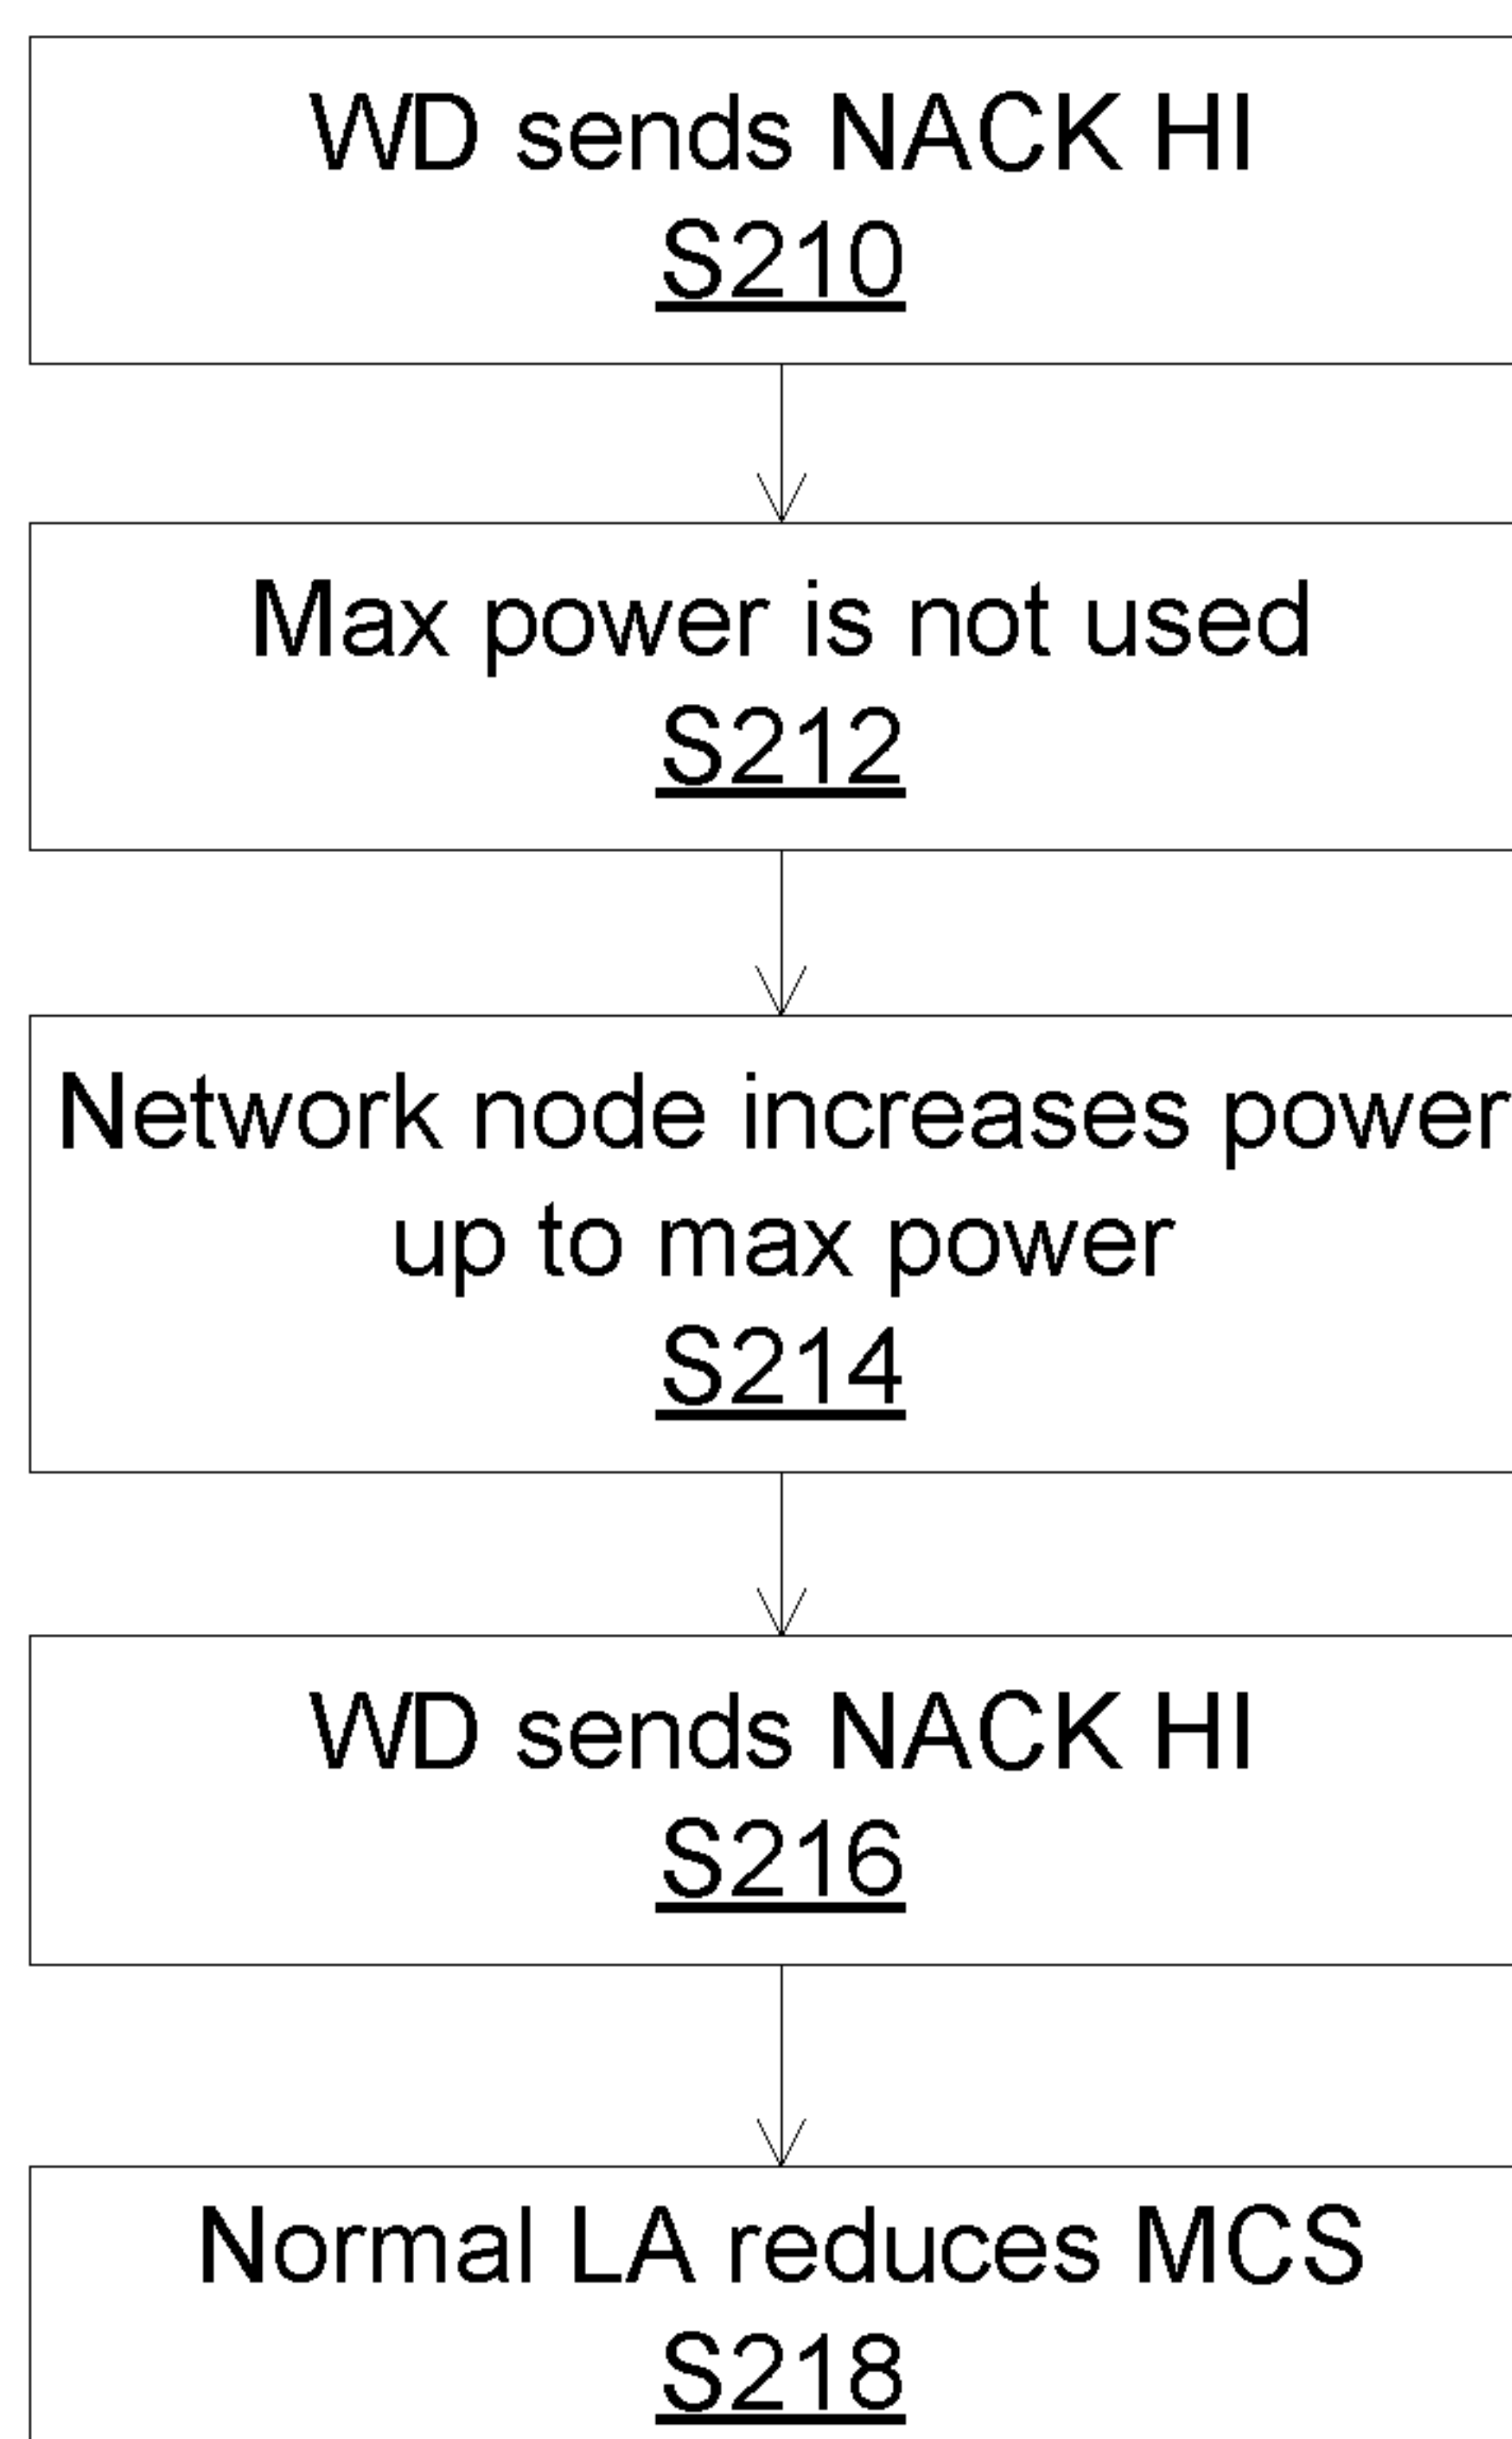 WD sends NACK HI
S210
Max power is not used
S212
Network node increases power
up to max power
S214
WD sends NACK HI
S216
Normal LA reduces MCS
S218